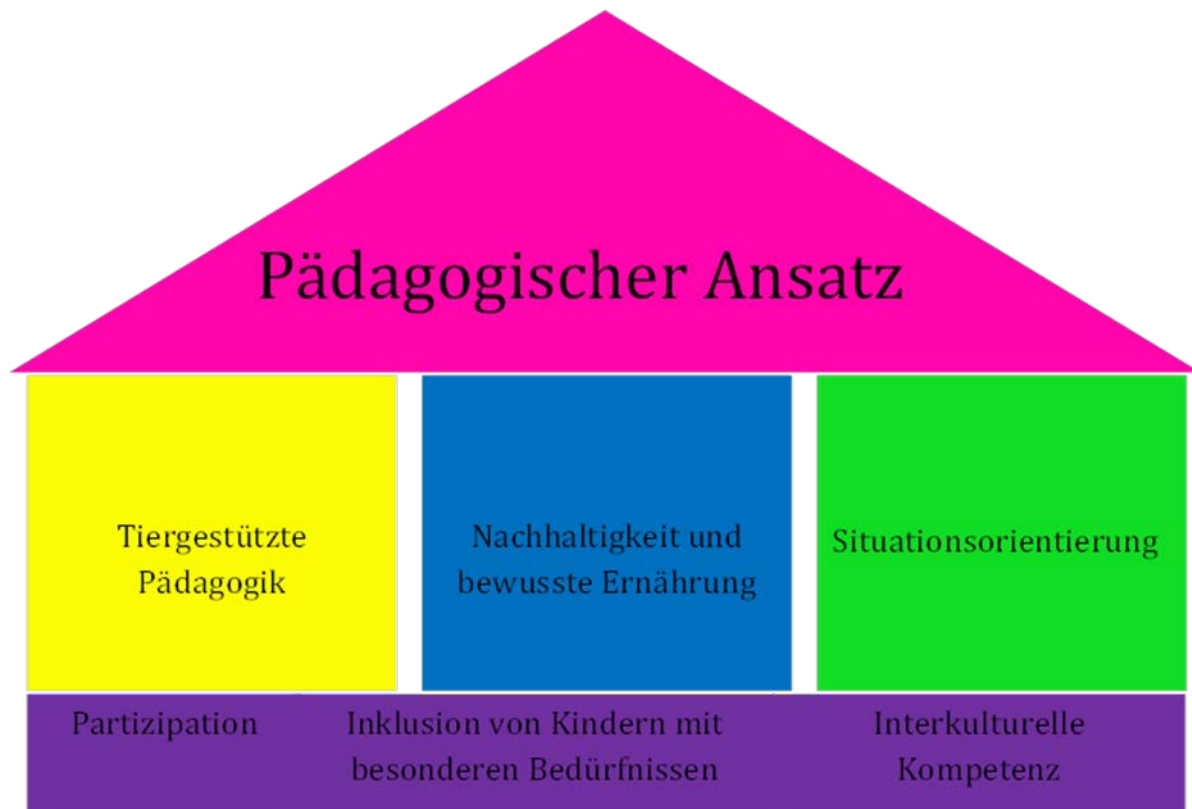 Pädagogischer Ansatz
Tiergestützte
Pädagogik
Nachhaltigkeit und
bewusste Ernährung
Situationsorientierung
Partizipation
Inklusion von Kindern mit
besonderen Bedürfnissen
Interkulturelle
Kompetenz